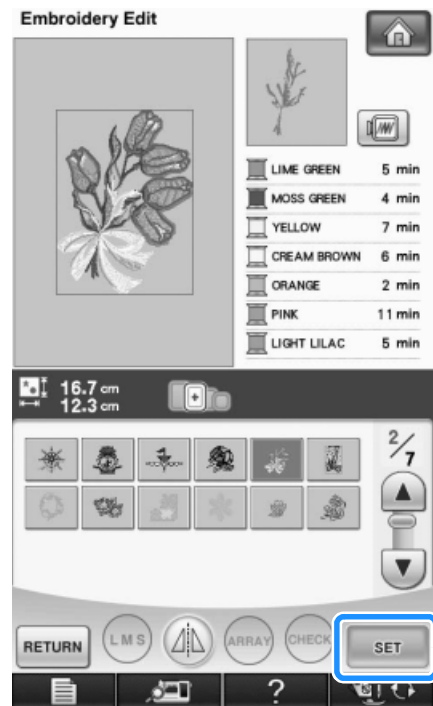 Embroidery Edit
LIME GREEN 5 min
MOSS GREEN 4 min
YELLOW 7 min
CREAM BROWN 6 min
ORANGE 2 min
PINK 11 min
LIGHT LILAC 5 min
16.7 cm
12.3 cm
2/7
RETURN LMS ARRAY CHECK SET
?